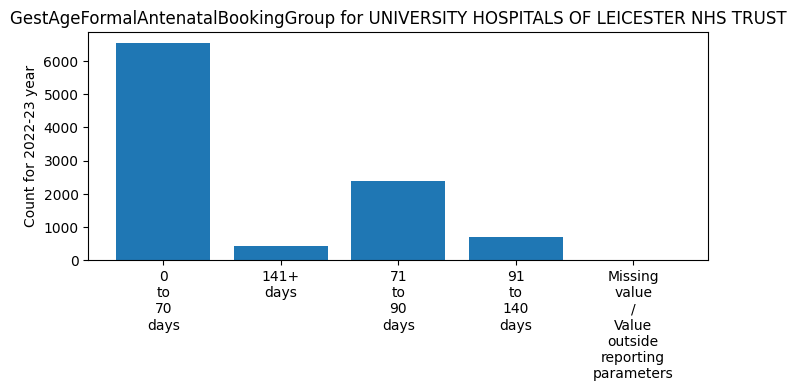 GestAgeFormalAntenatalBookingGroup for UNIVERSITY HOSPITALS OF LEICESTER NHS TRUST
Count for 2022-23 year
6000
5000
4000
3000
2000
1000
0
0
to
70
days
141+
days
71
to
90
days
91
to
140
days
Missing
value
/
Value
outside
reporting
parameters